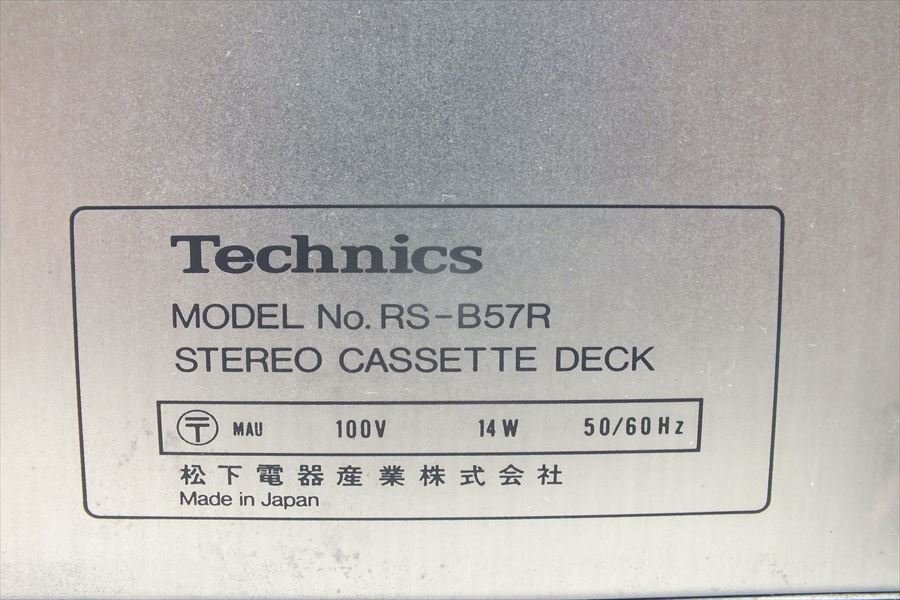 Technics
MODEL No. RS-B57R
STEREO CASSETTE DECK
〒 MAU 100V 14W 50/60Hz
松下電器産業株式会社
Made in Japan